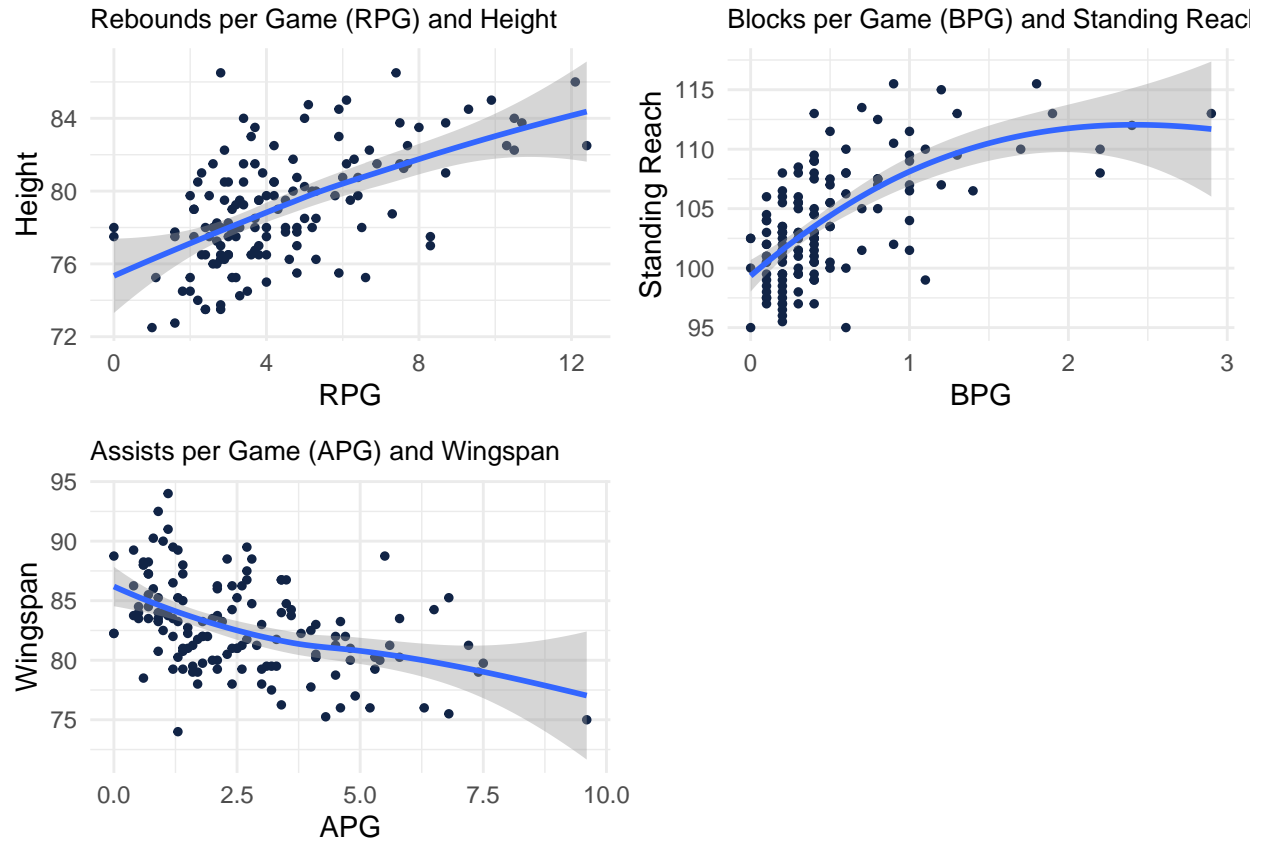 Rebounds per Game (RPG) and Height
Height
84
80
76
72
0 4 8 12
RPG
Blocks per Game (BPG) and Standing Reach
Standing Reach
115
110
105
100
95
0 1 2 3
BPG
Assists per Game (APG) and Wingspan
Wingspan
95
90
85
80
75
0.0 2.5 5.0 7.5 10.0
APG